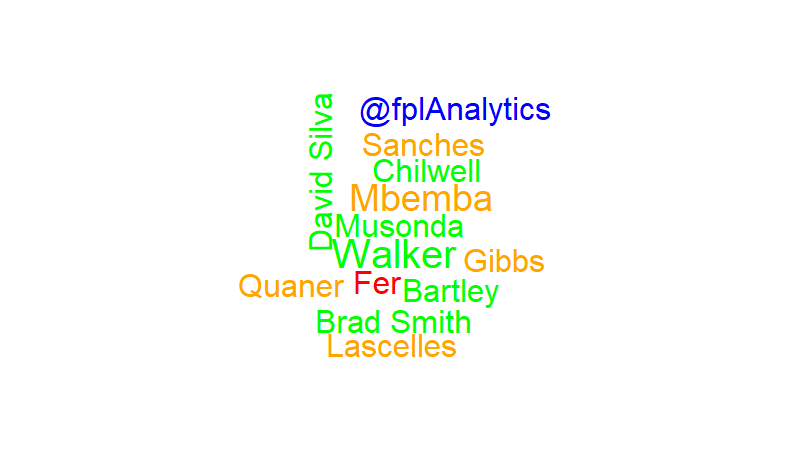 David Silva
@fplAnalytics
Sanches
Chilwell
Mbemba
Musonda
Walker
Gibbs
Quaner
Fer
Bartley
Brad Smith
Lascelles